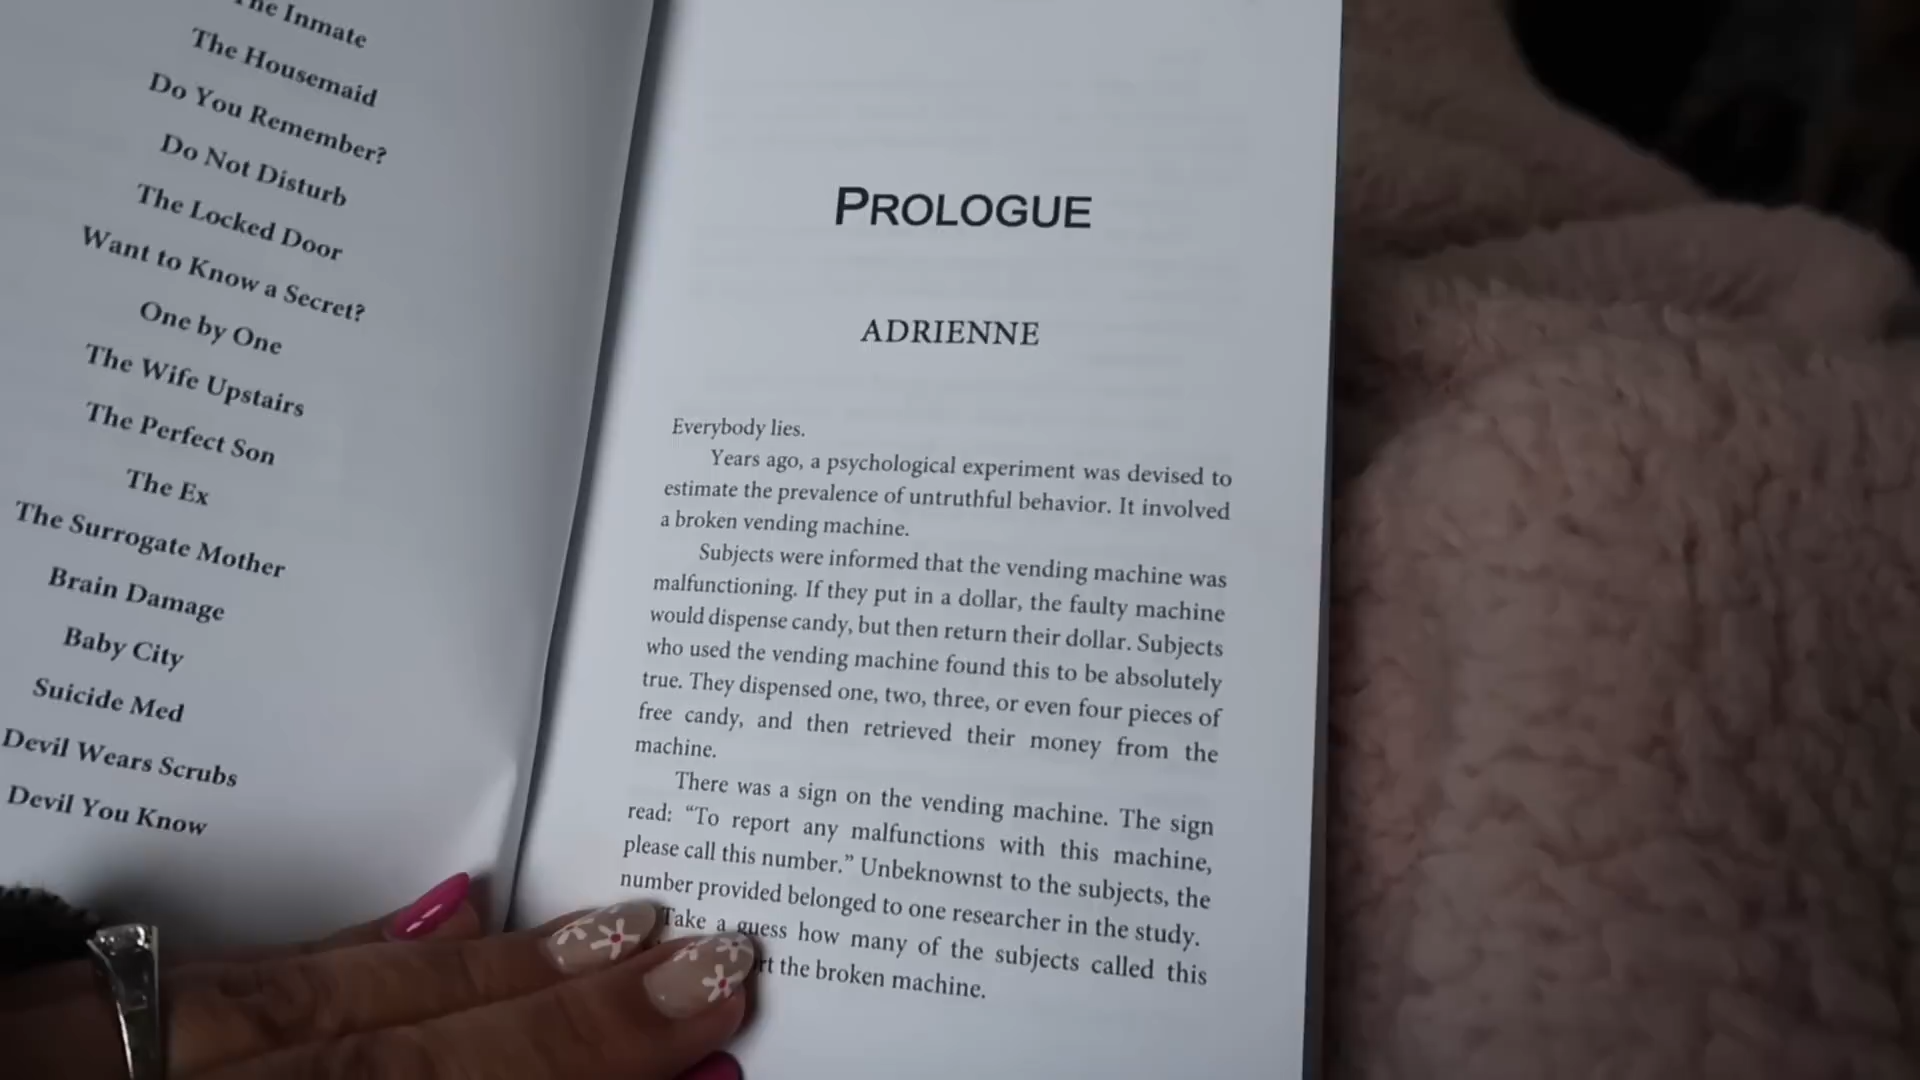 The Inmate
The Housemaid
Do You Remember?
Do Not Disturb
The Locked Door
Want to Know a Secret?
One by One
The Wife Upstairs
The Perfect Son
The Ex
The Surrogate Mother
Brain Damage
Baby City
Suicide Med
Devil Wears Scrubs
Devil You Know
PROLOGUE
ADRIENNE
Everybody lies.
Years ago, a psychological experiment was devised to
estimate the prevalence of untruthful behavior. It involved
a broken vending machine.
Subjects were informed that the vending machine was
malfunctioning. If they put in a dollar, the faulty machine
would dispense candy, but then return their dollar. Subjects
who used the vending machine found this to be absolutely
true. They dispensed one, two, three, or even four pieces of
free candy, and then retrieved their money from the
machine.
There was a sign on the vending machine. The sign
read: “To report any malfunctions with this machine,
please call this number.” Unbeknownst to the subjects, the
number provided belonged to one researcher in the study.
Take a guess how many of the subjects called this
the broken machine.